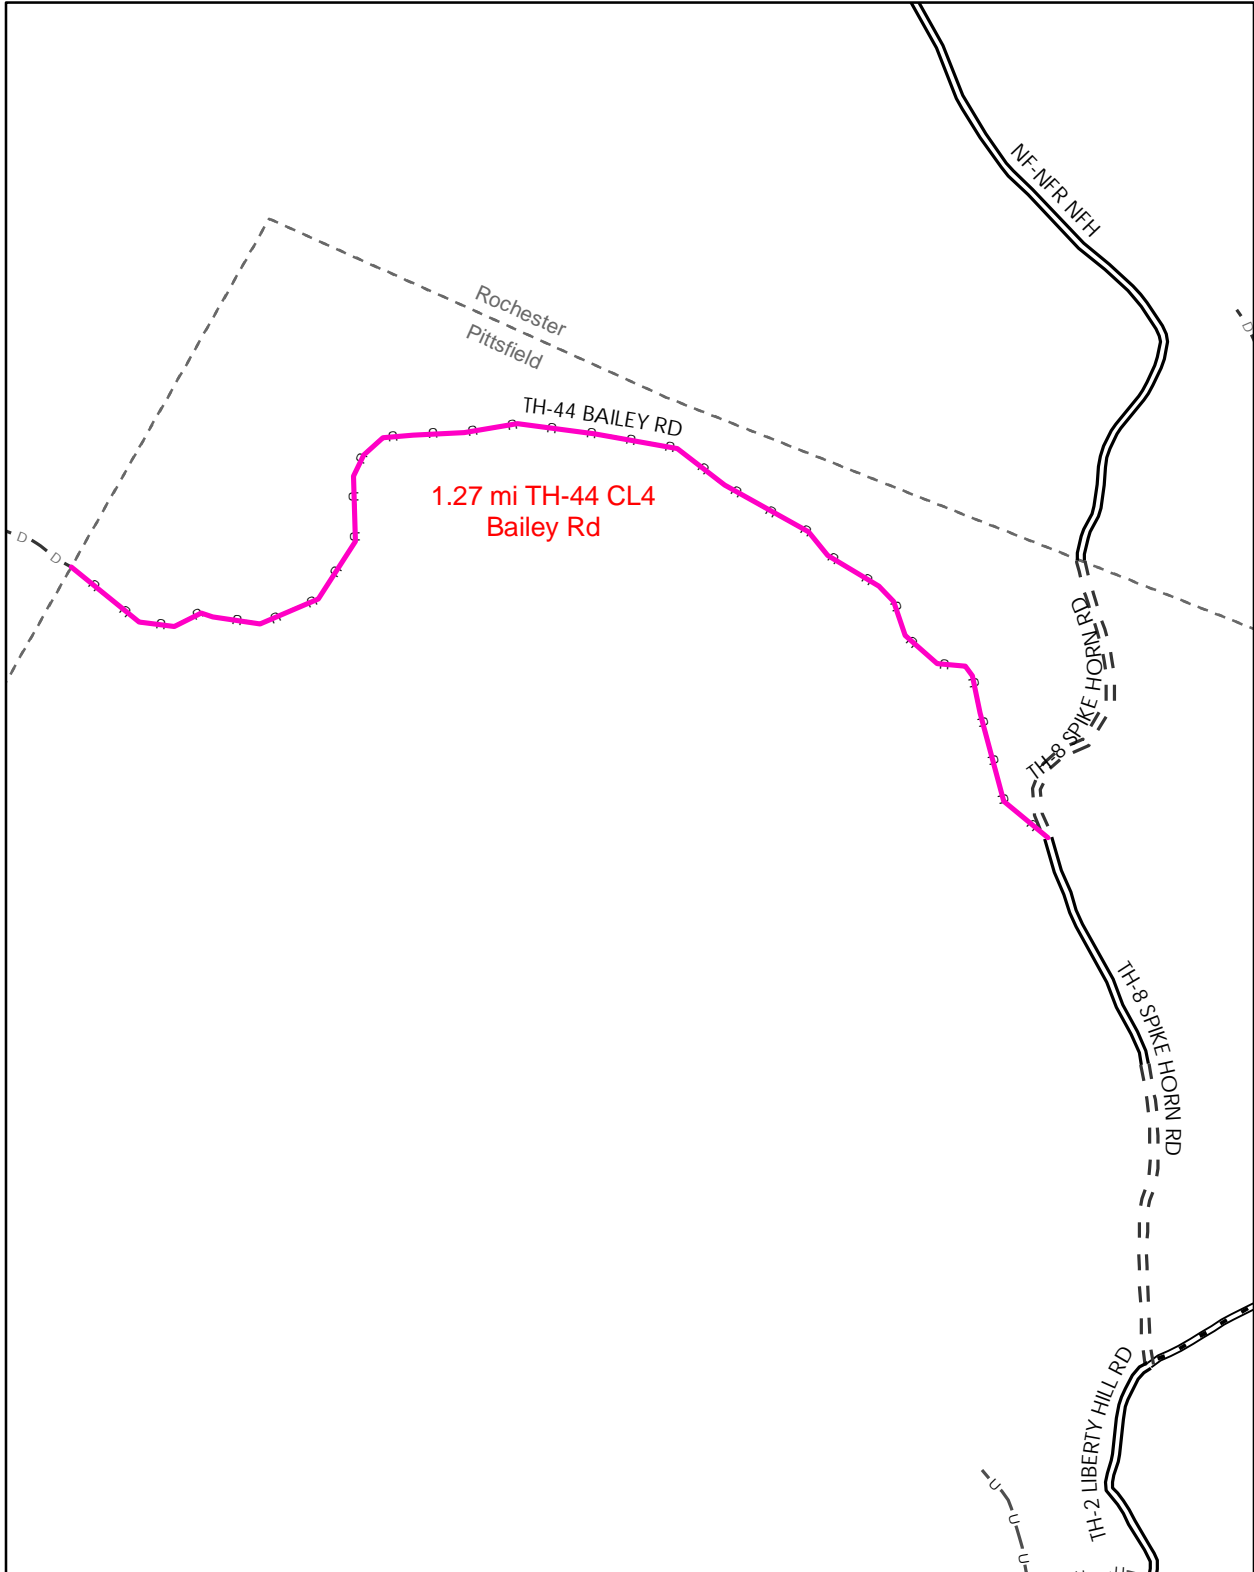 NF-NFR NFH
D
Rochester
Pittsfield
TH-44 BAILEY RD
1.27 mi TH-44 CL4
Bailey Rd
D
D
TH-8 SPIKE HORN RD
TH-8 SPIKE HORN RD
TH-2 LIBERTY HILL RD
U
U
U